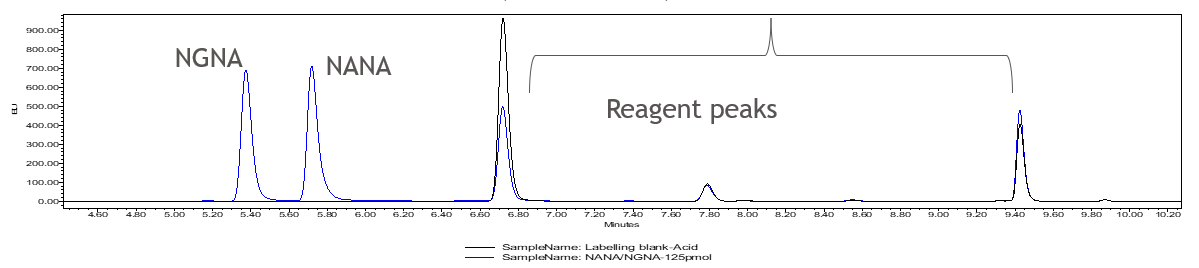 900.00
800.00
700.00
600.00
500.00
400.00
300.00
200.00
100.00
0.00
EU
NGNA
NANA
Reagent peaks
4.60 4.80 5.00 5.20 5.40 5.60 5.80 6.00 6.20 6.40 6.60 6.80 7.00 7.20 7.40 7.60 7.80 8.00 8.20 8.40 8.60 8.80 9.00 9.20 9.40 9.60 9.80 10.00 10.20
Minutes
SampleName: Labelling blank-Acid
SampleName: NANA/NGNA-125pmol